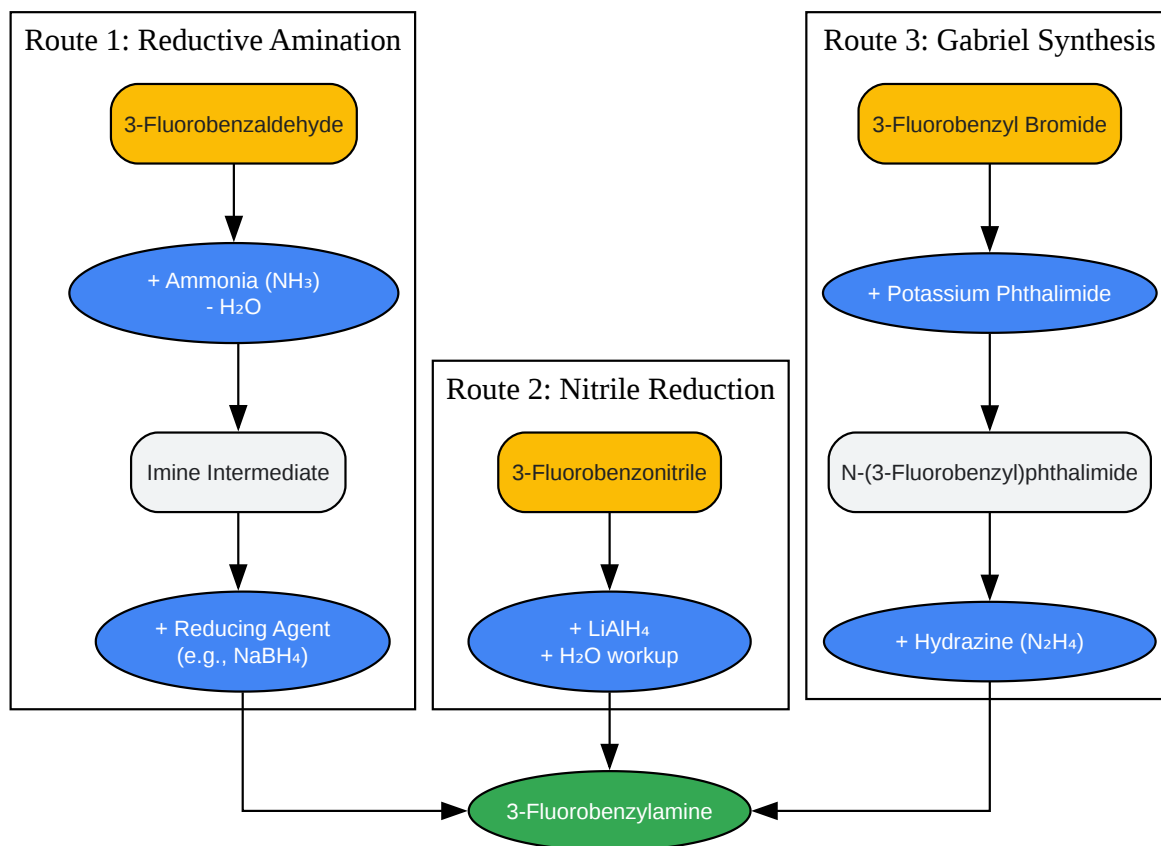 Route 1: Reductive Amination
3-Fluorobenzaldehyde
+ Ammonia (NH₃)
- H₂O
Imine Intermediate
+ Reducing Agent
(e.g., NaBH₄)
Route 2: Nitrile Reduction
3-Fluorobenzonitrile
+ LiAlH₄
+ H₂O workup
Route 3: Gabriel Synthesis
3-Fluorobenzyl Bromide
+ Potassium Phthalimide
N-(3-Fluorobenzyl)phthalimide
+ Hydrazine (N₂H₄)
3-Fluorobenzylamine